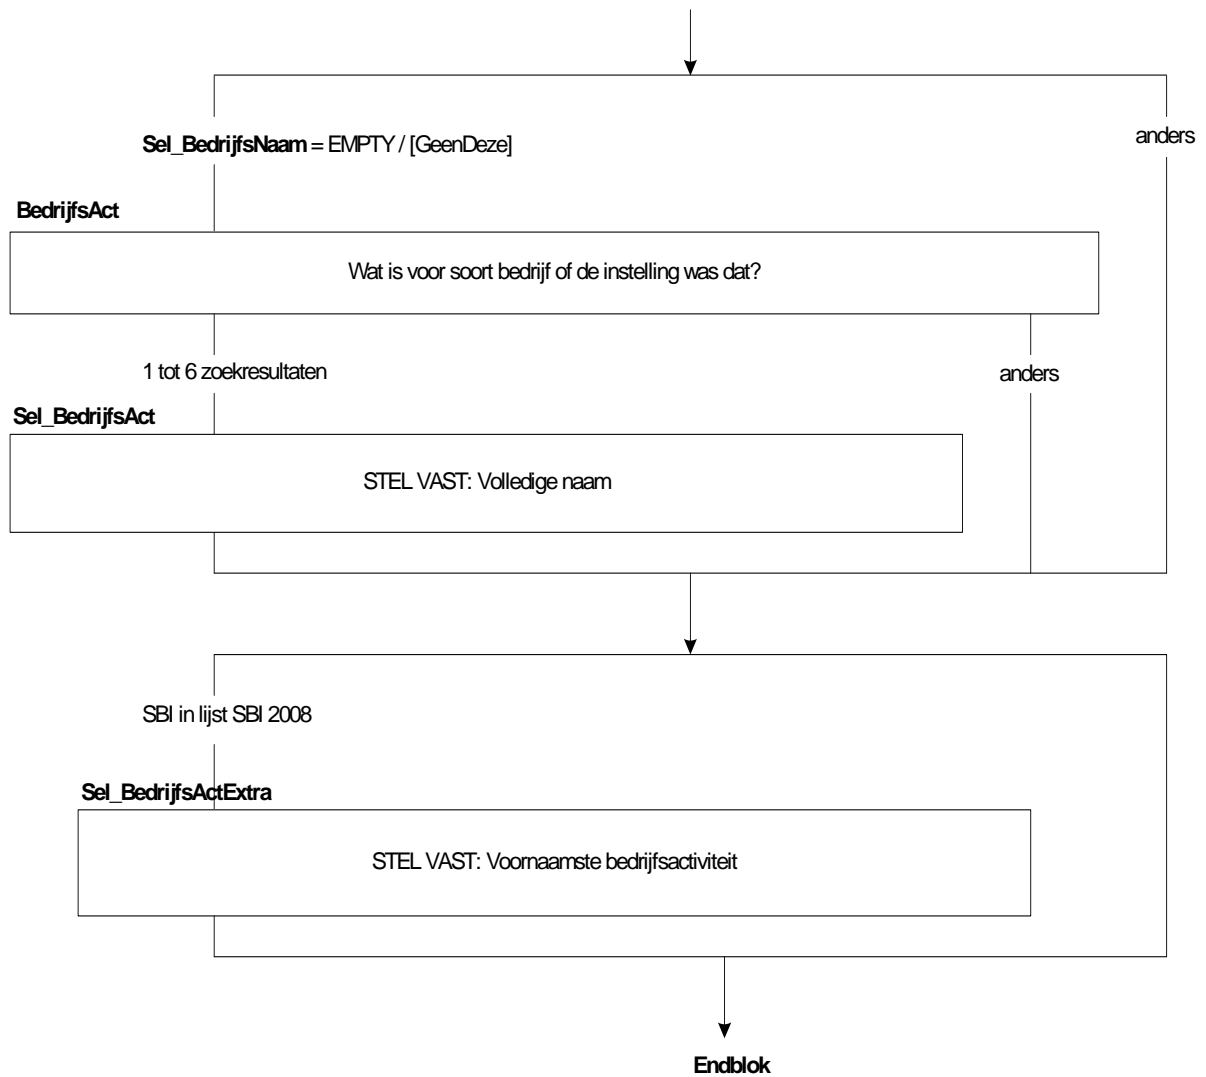 anders
Sel_BedrijfsNaam = EMPTY / [GeenDeze]
BedrijfsAct
Wat is voor soort bedrijf of de instelling was dat?
1 tot 6 zoekresultaten
anders
Sel_BedrijfsAct
STEL VAST: Volledige naam
SBI in lijst SBI 2008
Sel_BedrijfsActExtra
STEL VAST: Voornaamste bedrijfsactiviteit
Endblok